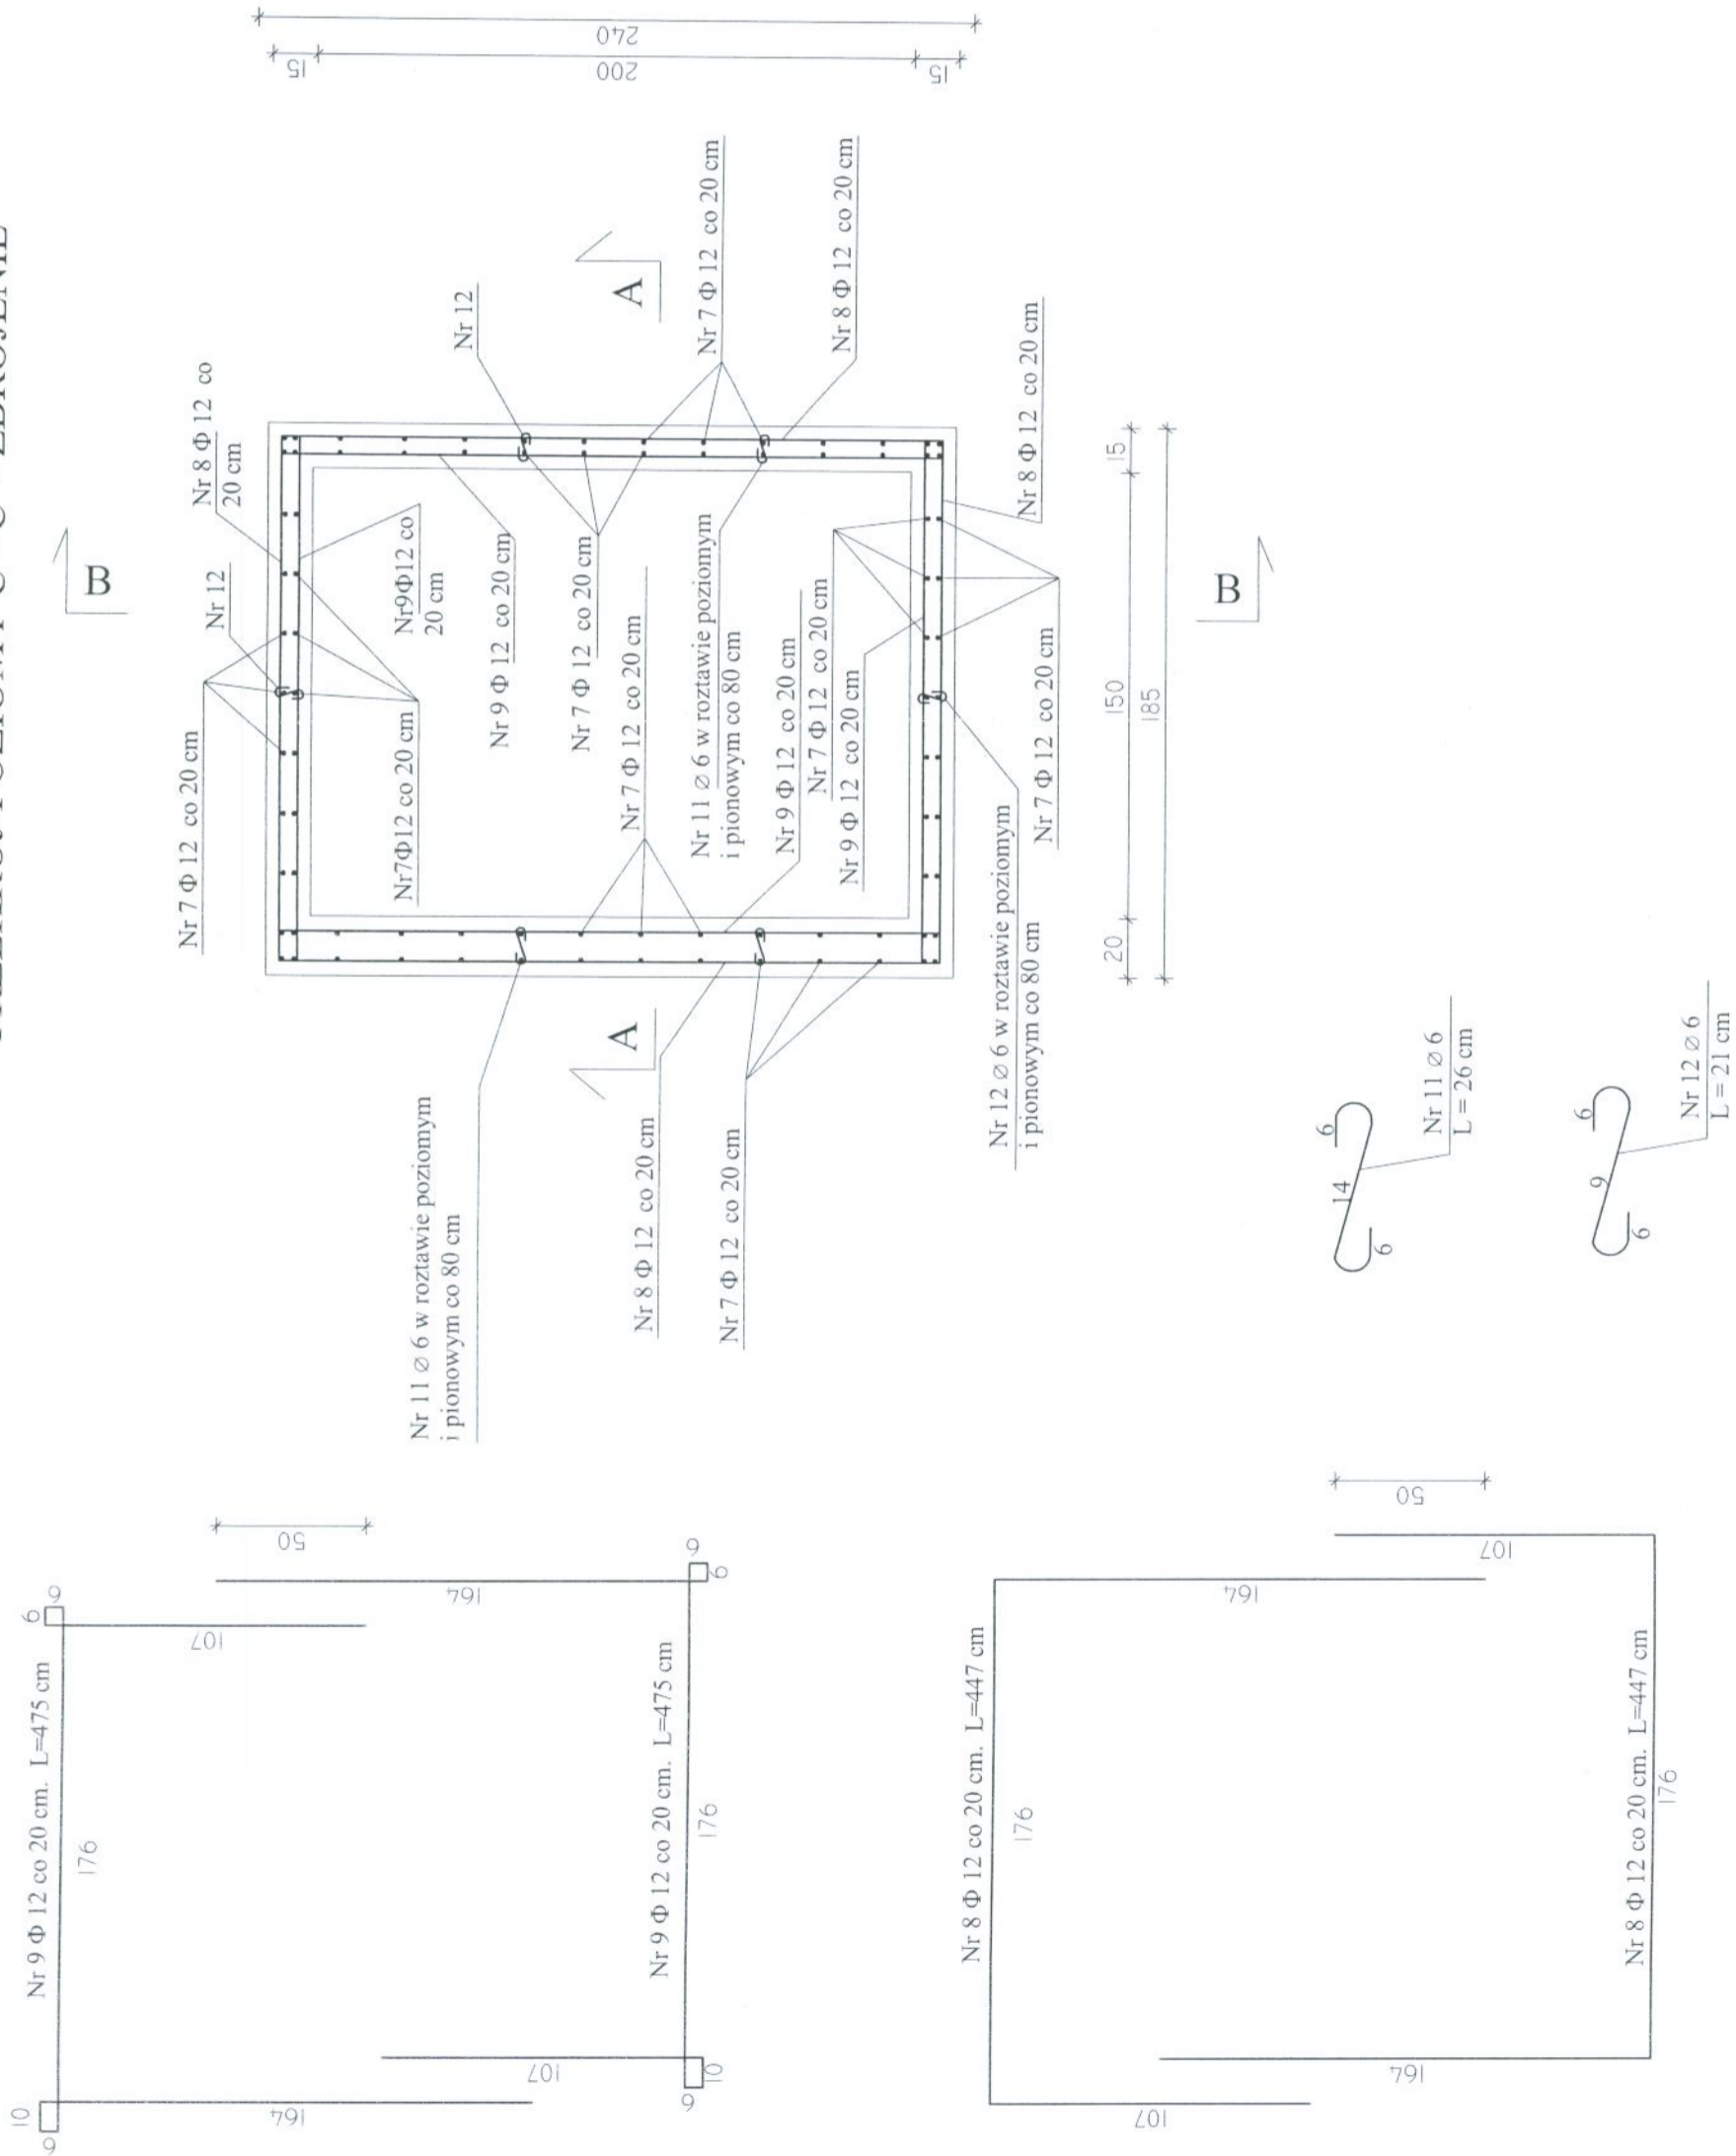 B
Nr 8 Φ 12 co
20 cm
Nr 12
Nr 7 Φ 12 co 20 cm
Nr9Φ12 co
20 cm
Nr7Φ12 co 20 cm
Nr 9 Φ 12 co 20 cm
Nr 12
Nr 7 Φ 12 co 20 cm
A
Nr 7 Φ 12 co 20 cm
Nr 7 Φ 12 co 20 cm
Nr 11 ∅ 6 w roztawie poziomym
i pionowym co 80 cm
Nr 8 Φ 12 co 20 cm
Nr 9 Φ 12 co 20 cm
Nr 7 Φ 12 co 20 cm
Nr 9 Φ 12 co 20 cm
Nr 8 Φ 12 co 20 cm
Nr 7 Φ 12 co 20 cm
Nr 12 ∅ 6 w roztawie poziomym
i pionowym co 80 cm
B
Nr 11 ∅ 6 w roztawie poziomym
i pionowym co 80 cm
A
Nr 8 Φ 12 co 20 cm
Nr 7 Φ 12 co 20 cm
15
200
15
240
20
150
15
185
6
14
6
Nr 11 ∅ 6
L = 26 cm
6
9
6
Nr 12 ∅ 6
L = 21 cm
Nr 9 Φ 12 co 20 cm. L=475 cm
10
6
176
6
6
164
107
50
Nr 9 Φ 12 co 20 cm. L=475 cm
107
164
10
6
176
6
6
Nr 8 Φ 12 co 20 cm. L=447 cm
176
107
164
50
Nr 8 Φ 12 co 20 cm. L=447 cm
164
107
176